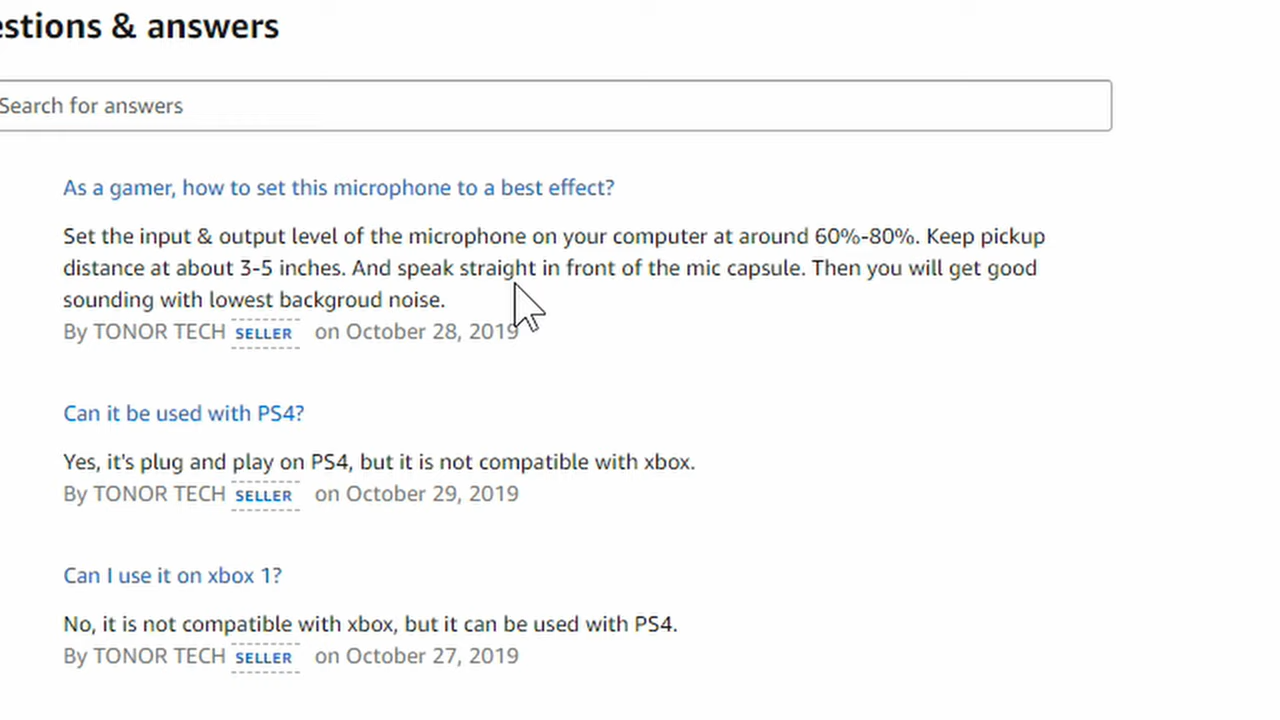 estions & answers
Search for answers
As a gamer, how to set this microphone to a best effect?
Set the input & output level of the microphone on your computer at around 60%-80%. Keep pickup
distance at about 3-5 inches. And speak straight in front of the mic capsule. Then you will get good
sounding with lowest backgroud noise.
By TONOR TECH SELLER on October 28, 2019
Can it be used with PS4?
Yes, it's plug and play on PS4, but it is not compatible with xbox.
By TONOR TECH SELLER on October 29, 2019
Can I use it on xbox 1?
No, it is not compatible with xbox, but it can be used with PS4.
By TONOR TECH SELLER on October 27, 2019